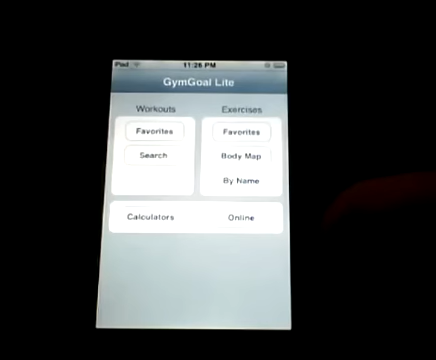 iPod 11:26 PM
GymGoal Lite
Workouts Exercises
Favorites Favorites
Search Body Map
By Name
Calculators Online